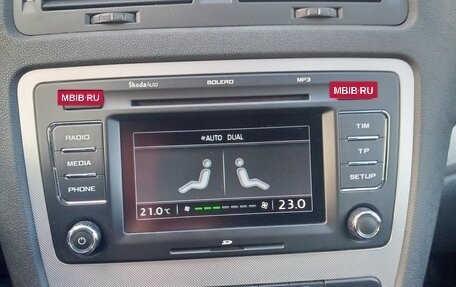 ŠkodaAuto BOLERO MP3
MBIB·RU MBIB·RU
RADIO
MEDIA
PHONE
AUTO DUAL
21.0°C 23.0
TIM
TP
SETUP
SD